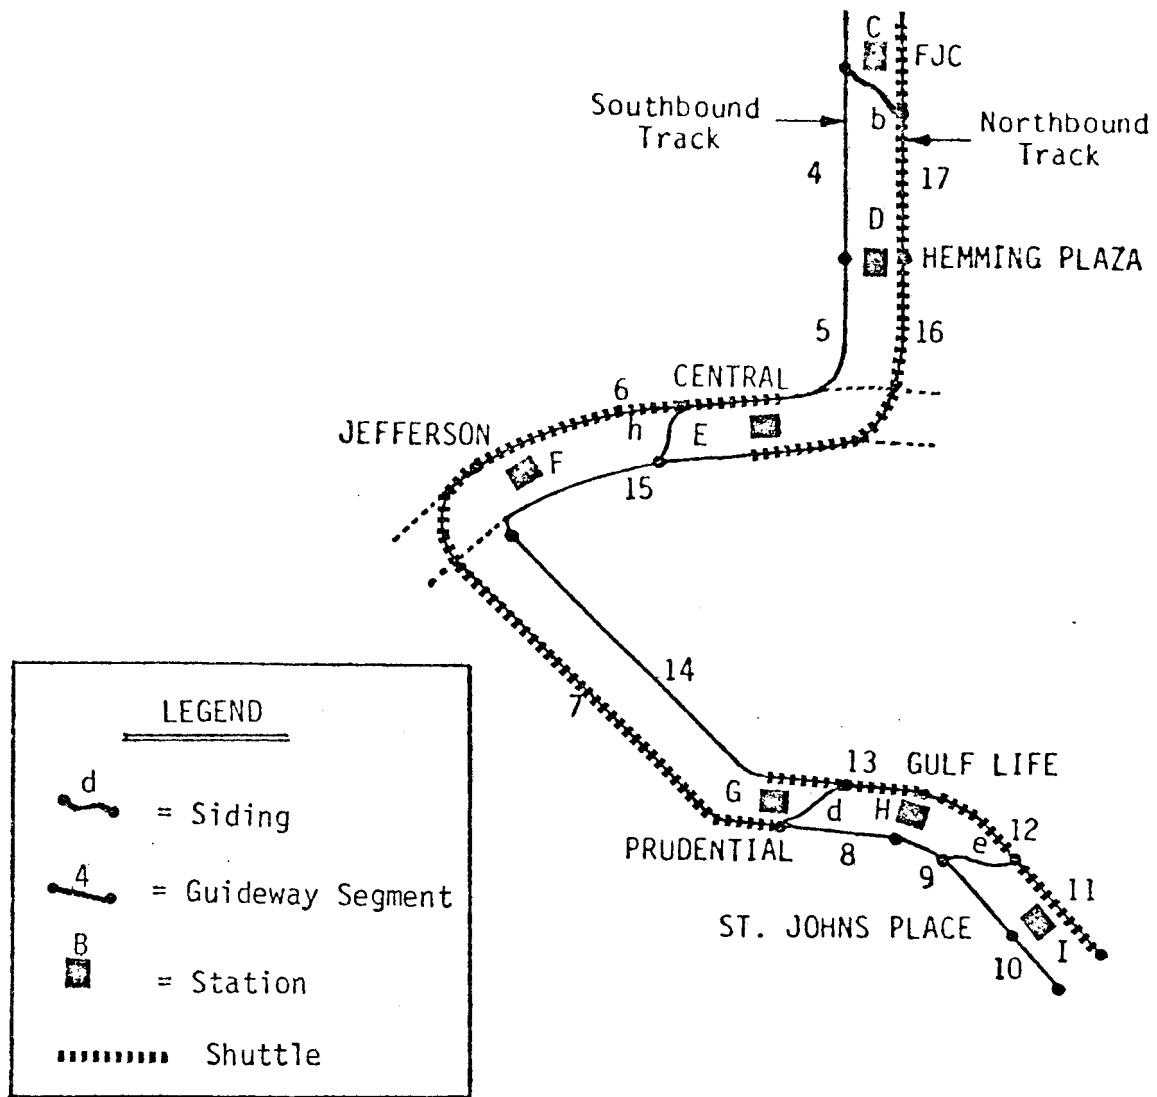 C
FJC
Southbound
Track
b
Northbound
Track
4
17
D
HEMMING PLAZA
5
16
CENTRAL
6
h
E
JEFFERSON
F
15
14
7
LEGEND
d
= Siding
4
= Guideway Segment
B
= Station
Shuttle
13
GULF LIFE
G
d
H
PRUDENTIAL
8
e
12
9
11
ST. JOHNS PLACE
I
10